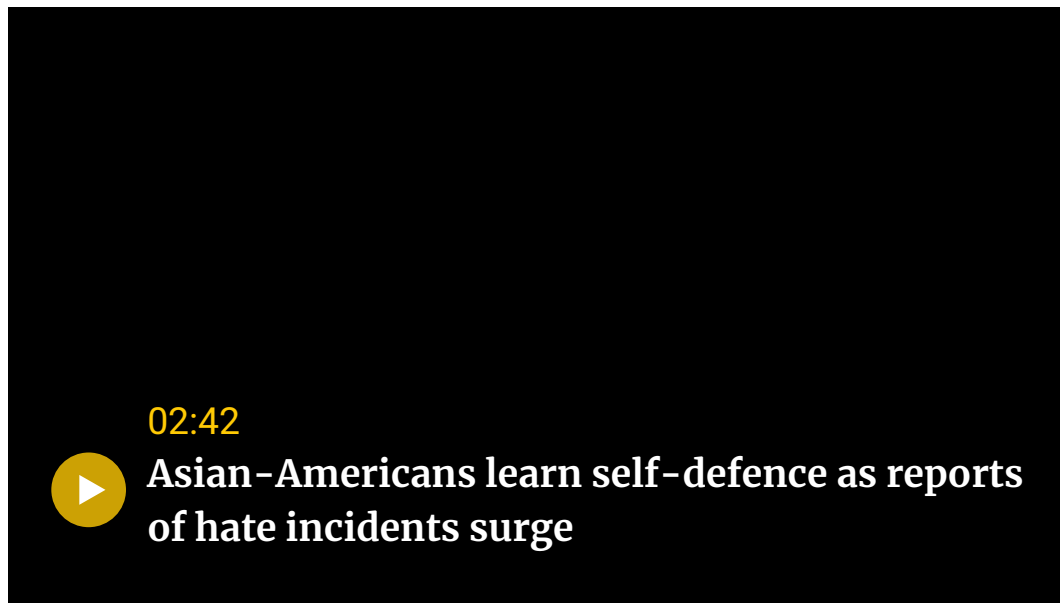 02:42
Asian-Americans learn self-defence as reports
of hate incidents surge